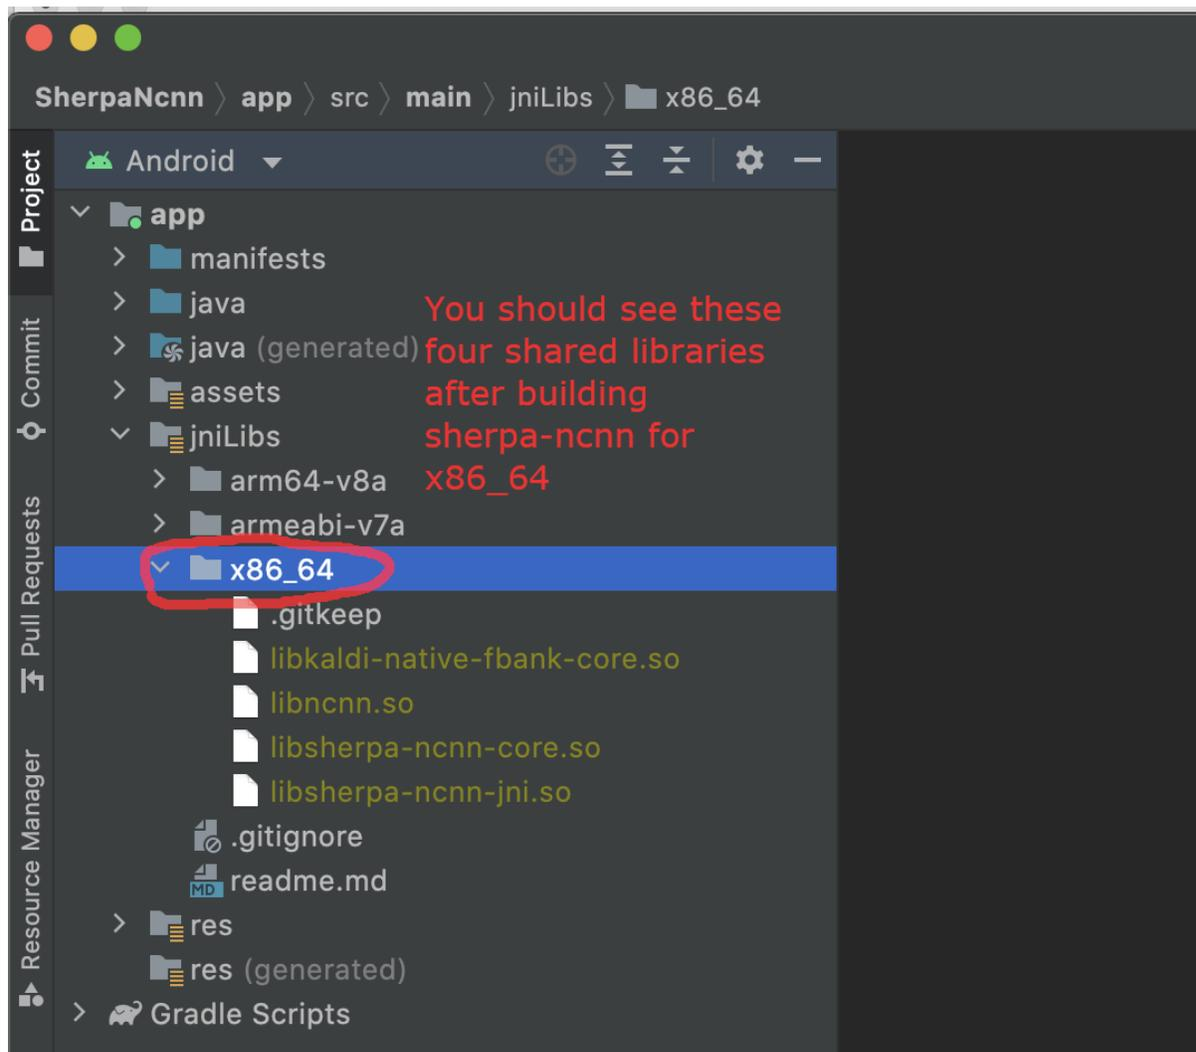 SherpaNcnn app src main jniLibs x86_64
Project
Commit
Pull Requests
Resource Manager
Android
app
manifests
java
java (generated)
assets
jniLibs
arm64-v8a
armeabi-v7a
x86_64
.gitkeep
libkaldi-native-fbank-core.so
libncnn.so
libsherpa-ncnn-core.so
libsherpa-ncnn-jni.so
.gitignore
MD readme.md
res
res (generated)
Gradle Scripts
You should see these
four shared libraries
after building
sherpa-ncnn for
x86_64